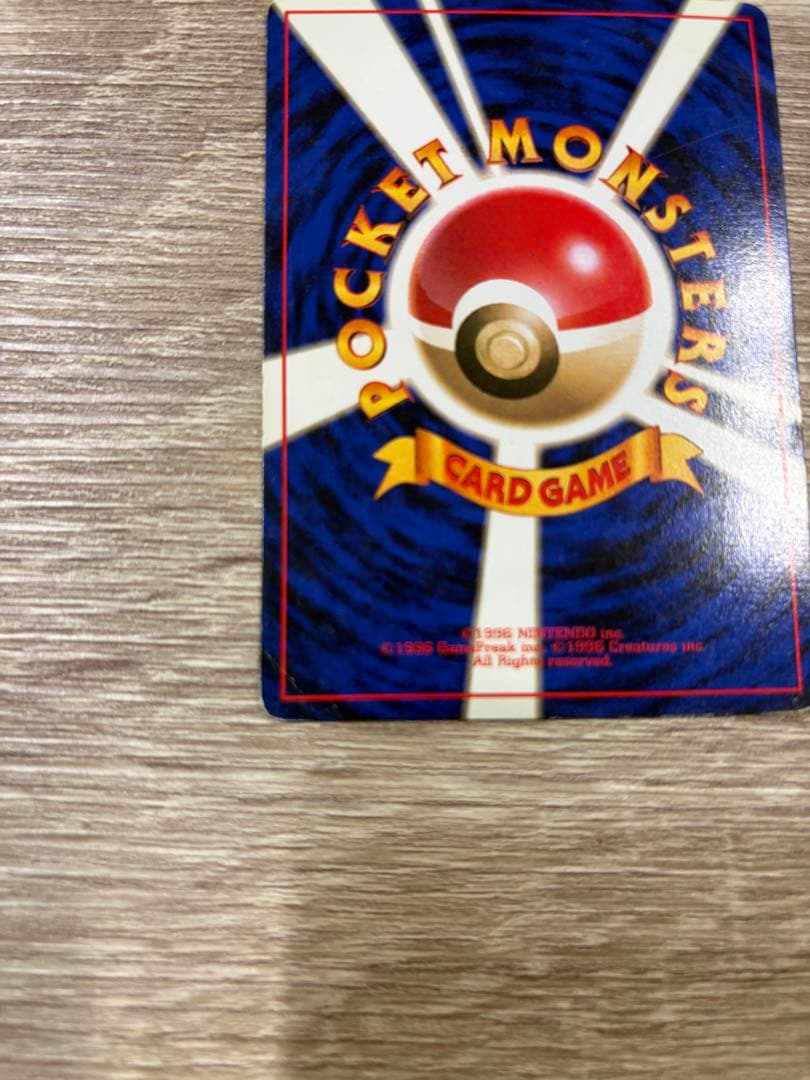 POCKET MONSTERS
CARD GAME
©1996 NINTENDO inc.
©1996 GameFreak inc. ©1996 Creatures inc.
All Rights reserved.